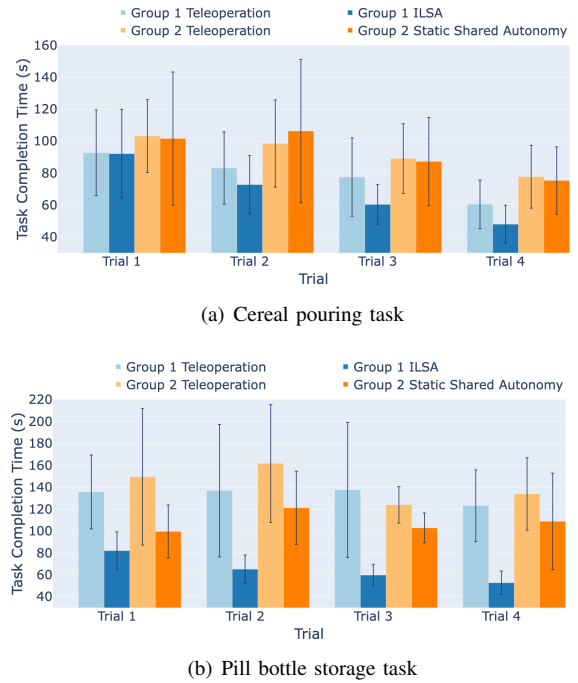 Group 1 Teleoperation Group 1 ILSA
Group 2 Teleoperation Group 2 Static Shared Autonomy
Task Completion Time (s)
160
140
120
100
80
60
40
Trial 1 Trial 2 Trial 3 Trial 4
Trial
(a) Cereal pouring task
Group 1 Teleoperation Group 1 ILSA
Group 2 Teleoperation Group 2 Static Shared Autonomy
Task Completion Time (s)
220
200
180
160
140
120
100
80
60
40
Trial 1 Trial 2 Trial 3 Trial 4
Trial
(b) Pill bottle storage task